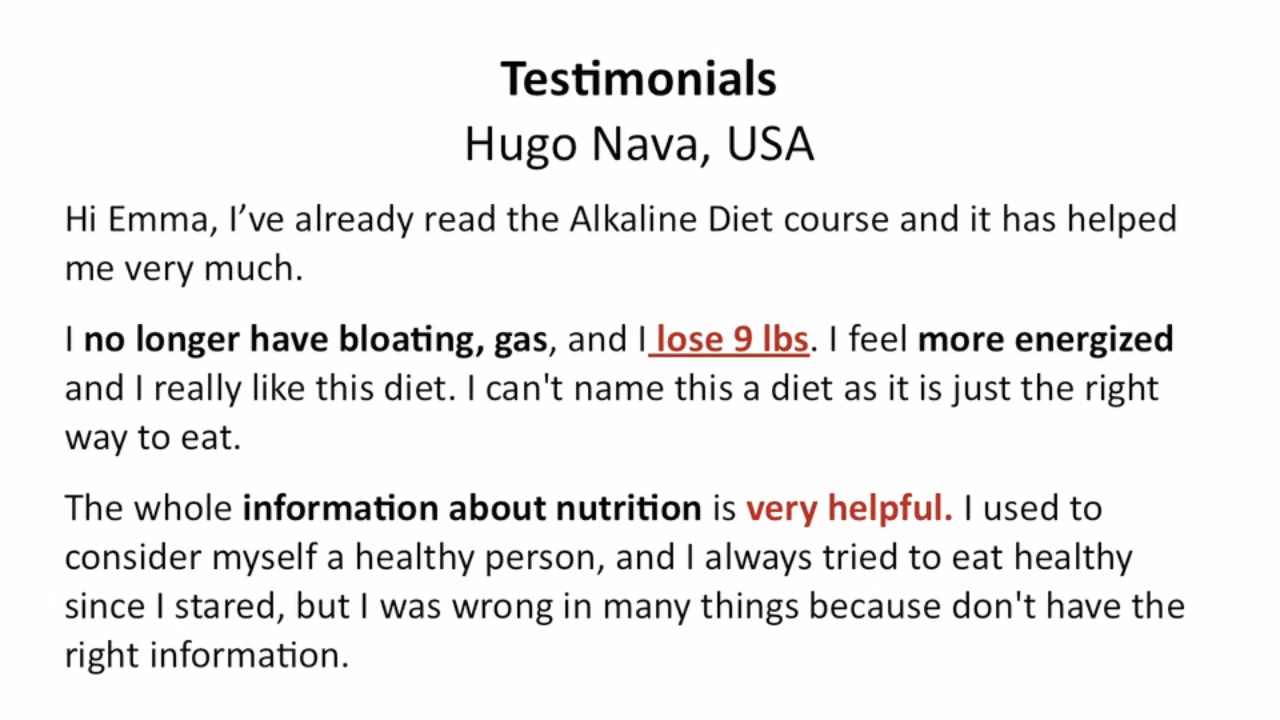 Testimonials
Hugo Nava, USA
Hi Emma, I’ve already read the Alkaline Diet course and it has helped
me very much.
I no longer have bloating, gas, and I lose 9 lbs. I feel more energized
and I really like this diet. I can't name this a diet as it is just the right
way to eat.
The whole information about nutrition is very helpful. I used to
consider myself a healthy person, and I always tried to eat healthy
since I stared, but I was wrong in many things because don't have the
right information.